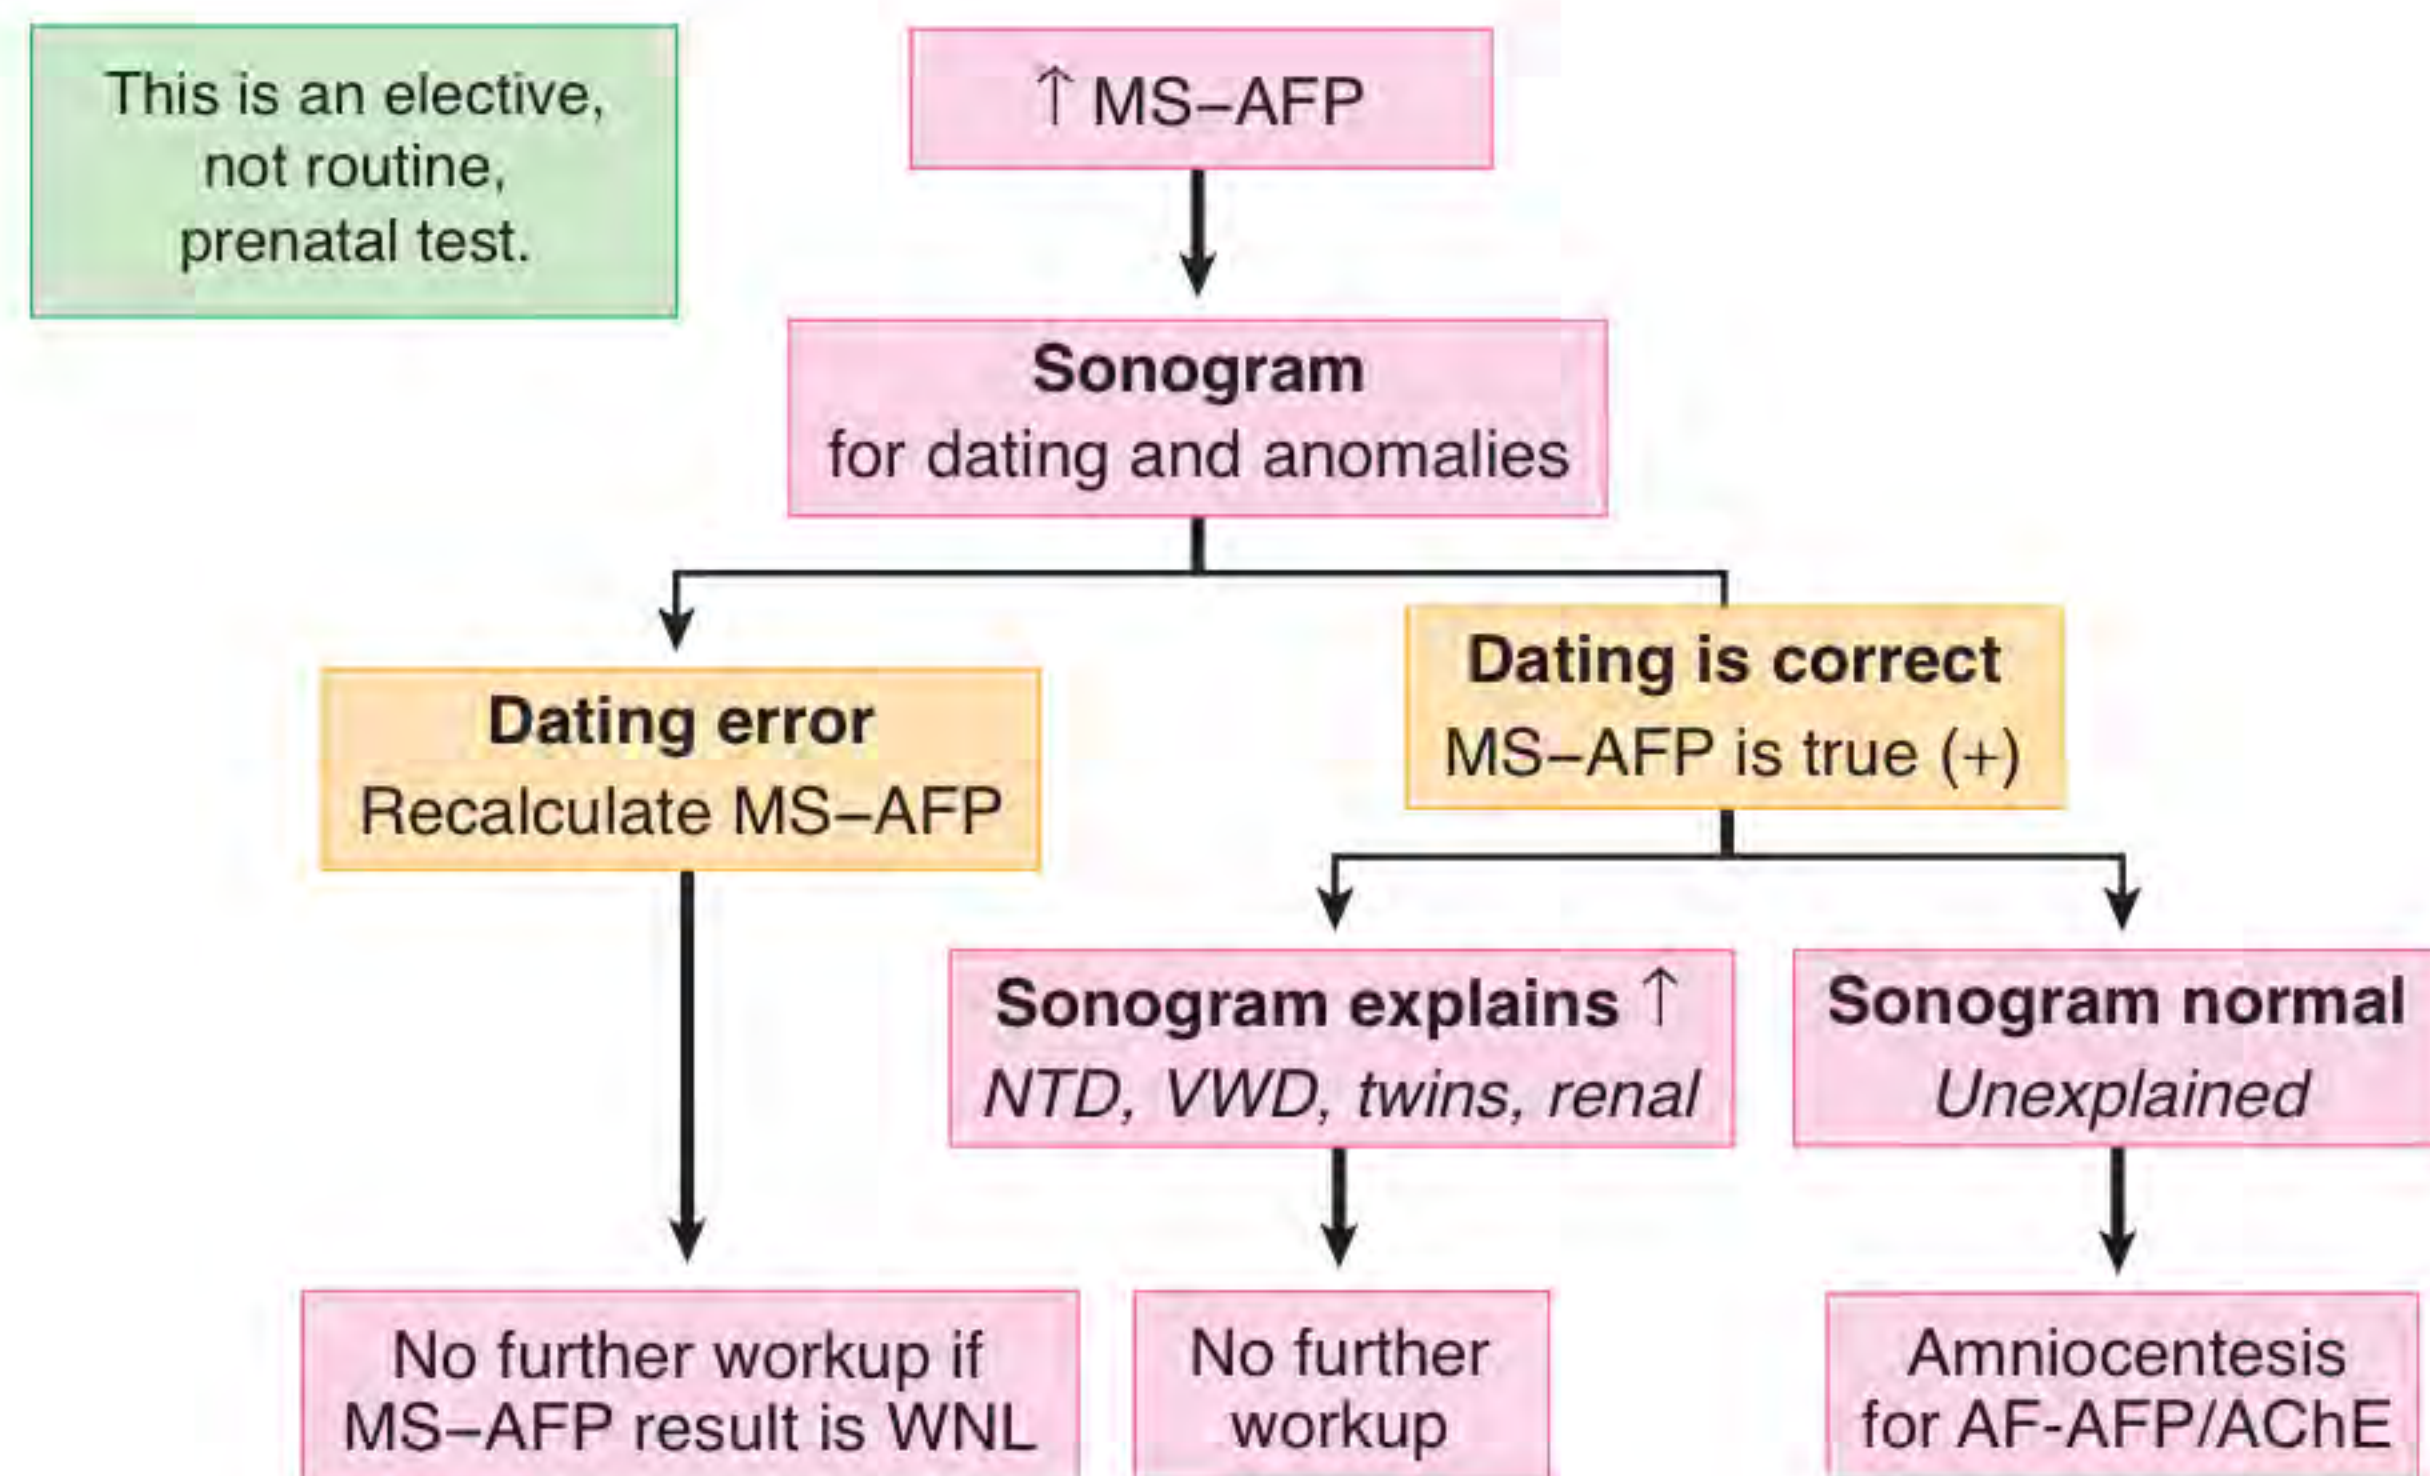 This is an elective,
not routine,
prenatal test.
↑ MS–AFP
Sonogram
for dating and anomalies
Dating error
Recalculate MS–AFP
Dating is correct
MS–AFP is true (+)
Sonogram explains ↑
NTD, VWD, twins, renal
Sonogram normal
Unexplained
No further workup if
MS–AFP result is WNL
No further
workup
Amniocentesis
for AF-AFP/AChE